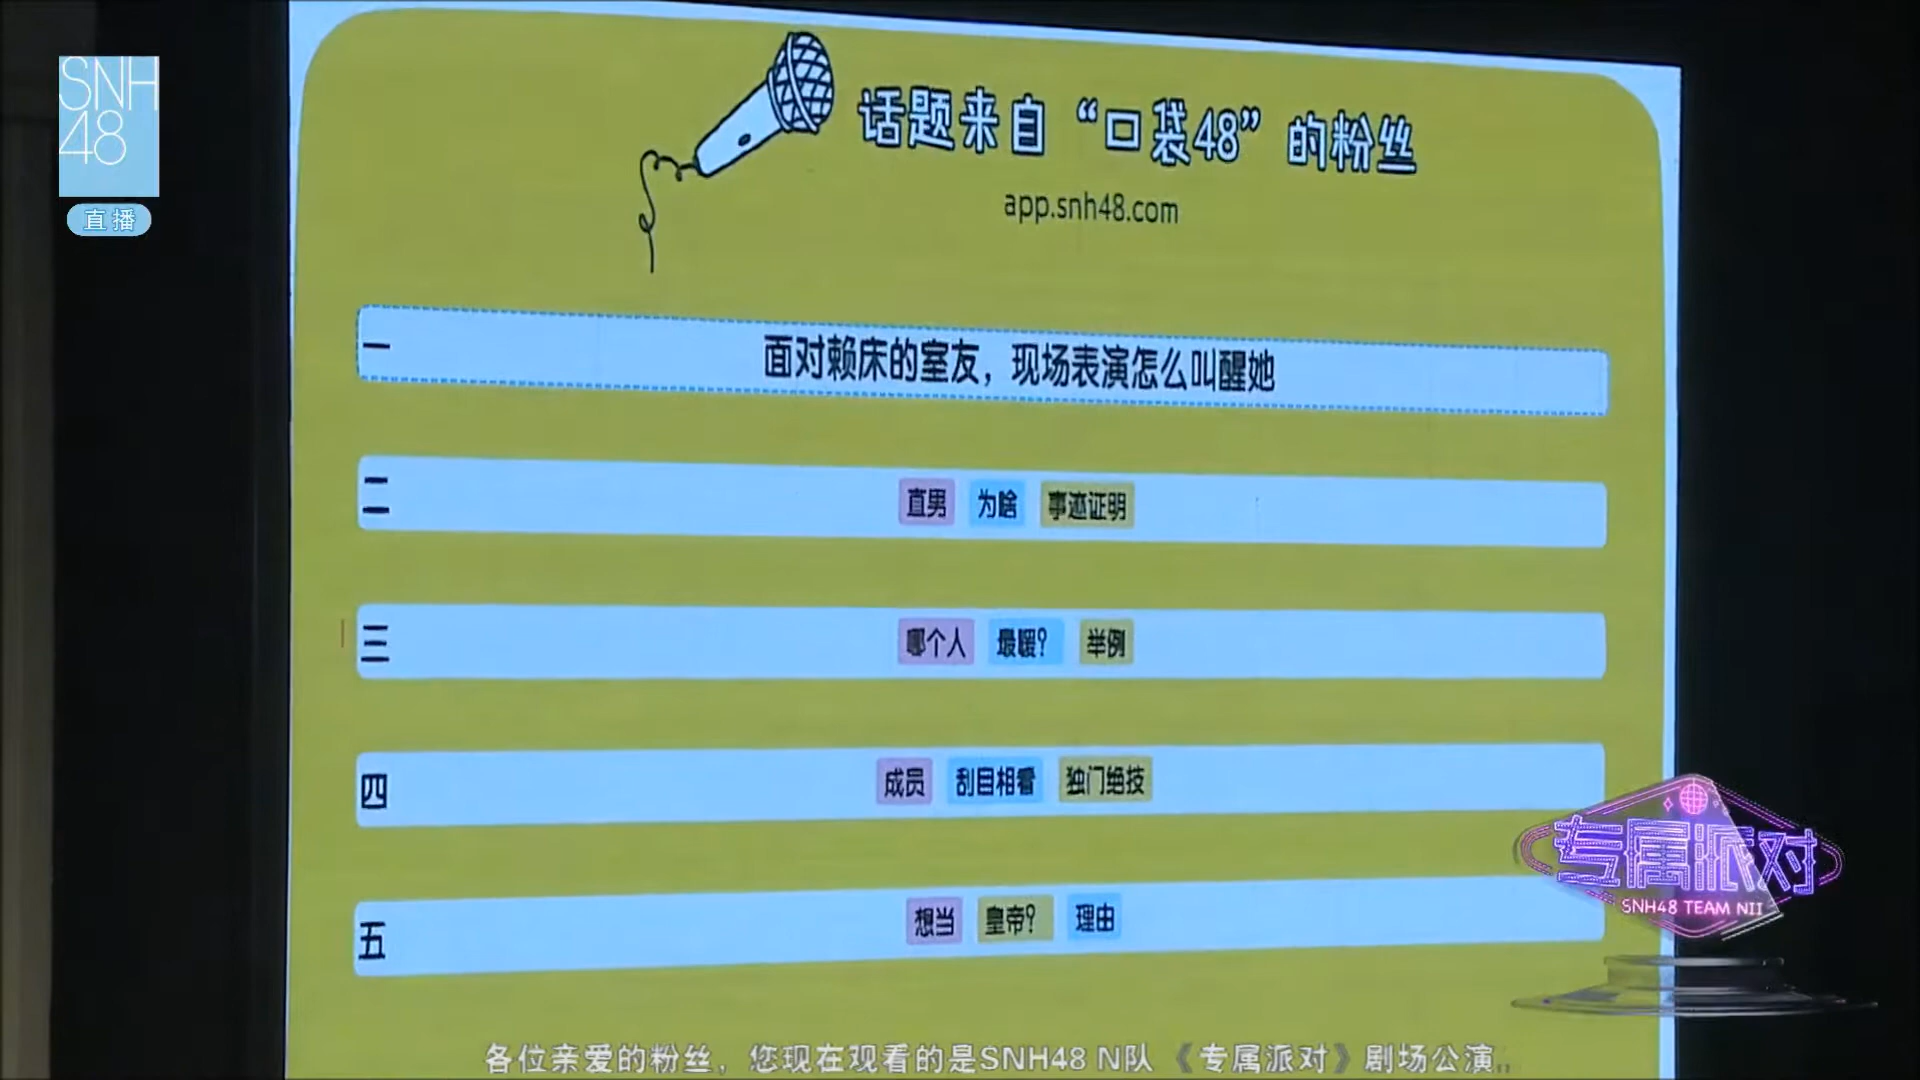 SNH
48
直播
话题来自“口袋48”的粉丝
app.snh48.com
一 面对赖床的室友，现场表演怎么叫醒她
二 直男 为啥 事迹证明
三 哪个人 最暖? 举例
四 成员 刮目相看 独门绝技
五 想当 皇帝? 理由
专属派对
SNH48 TEAM NII
各位亲爱的粉丝，您现在观看的是SNH48 N队《专属派对》剧场公演